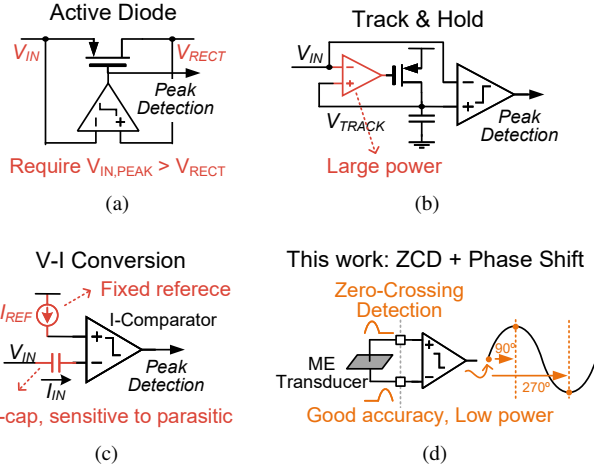 Active Diode
V_IN
V_RECT
Peak
Detection
Require V_IN,PEAK > V_RECT
(a)
Track & Hold
V_IN
V_TRACK
Peak
Detection
Large power
(b)
V-I Conversion
Fixed referece
I_REF
I-Comparator
V_IN
I_IN
Peak
Detection
-cap, sensitive to parasitic
(c)
This work: ZCD + Phase Shift
Zero-Crossing
Detection
ME
Transducer
90º
270º
Good accuracy, Low power
(d)